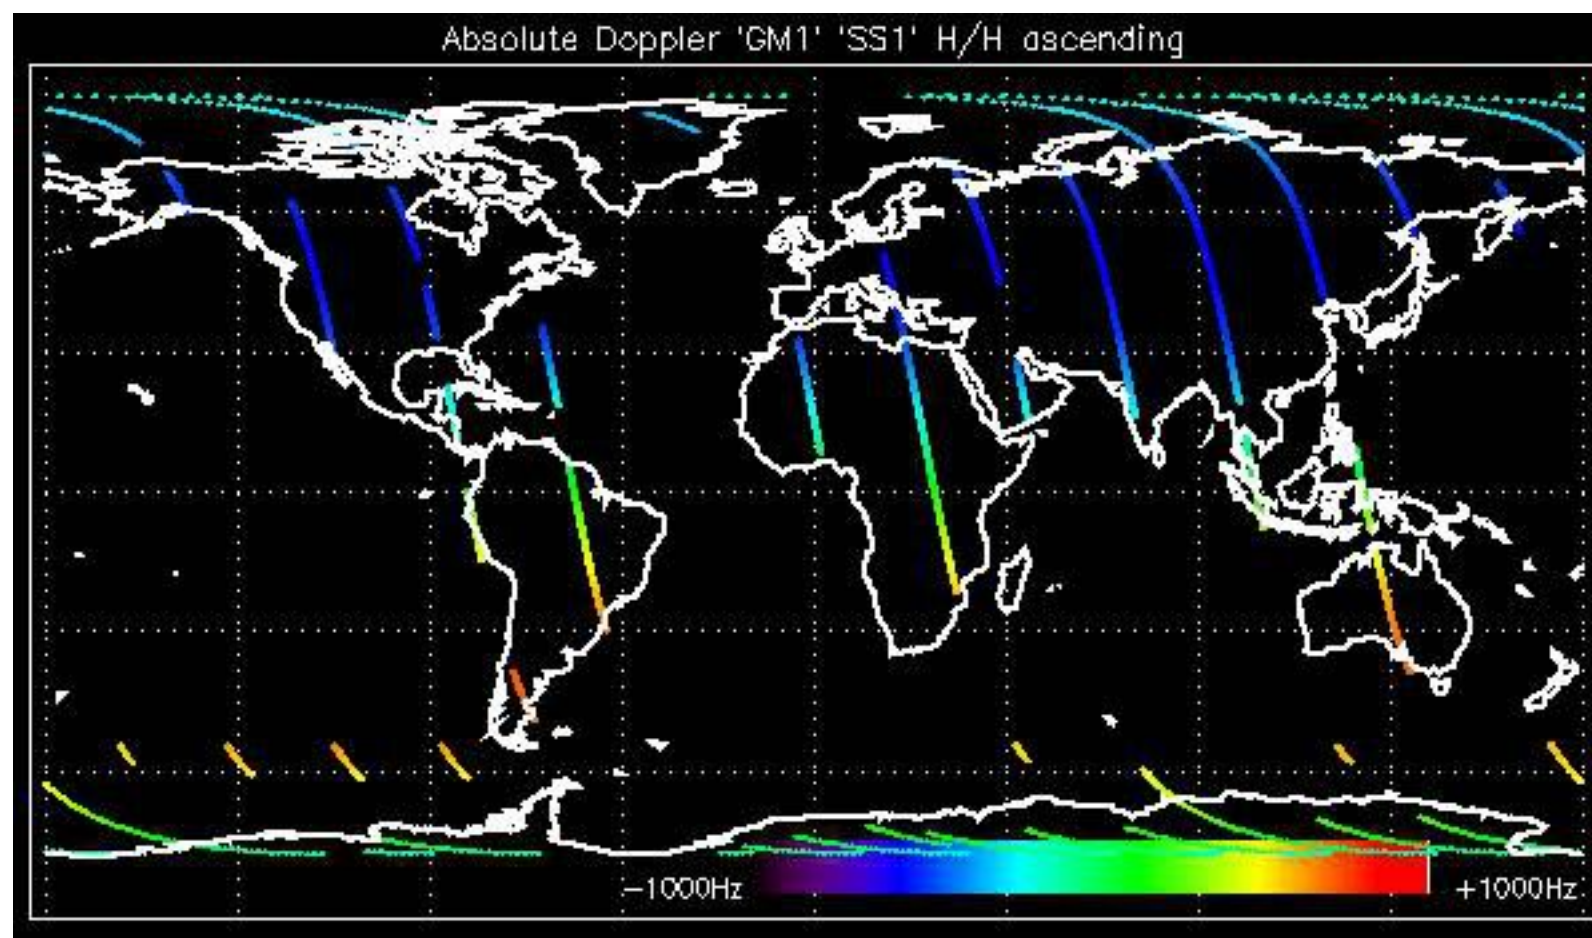 Absolute Doppler 'GM1' 'SS1' H/H ascending
-1000Hz
+1000Hz